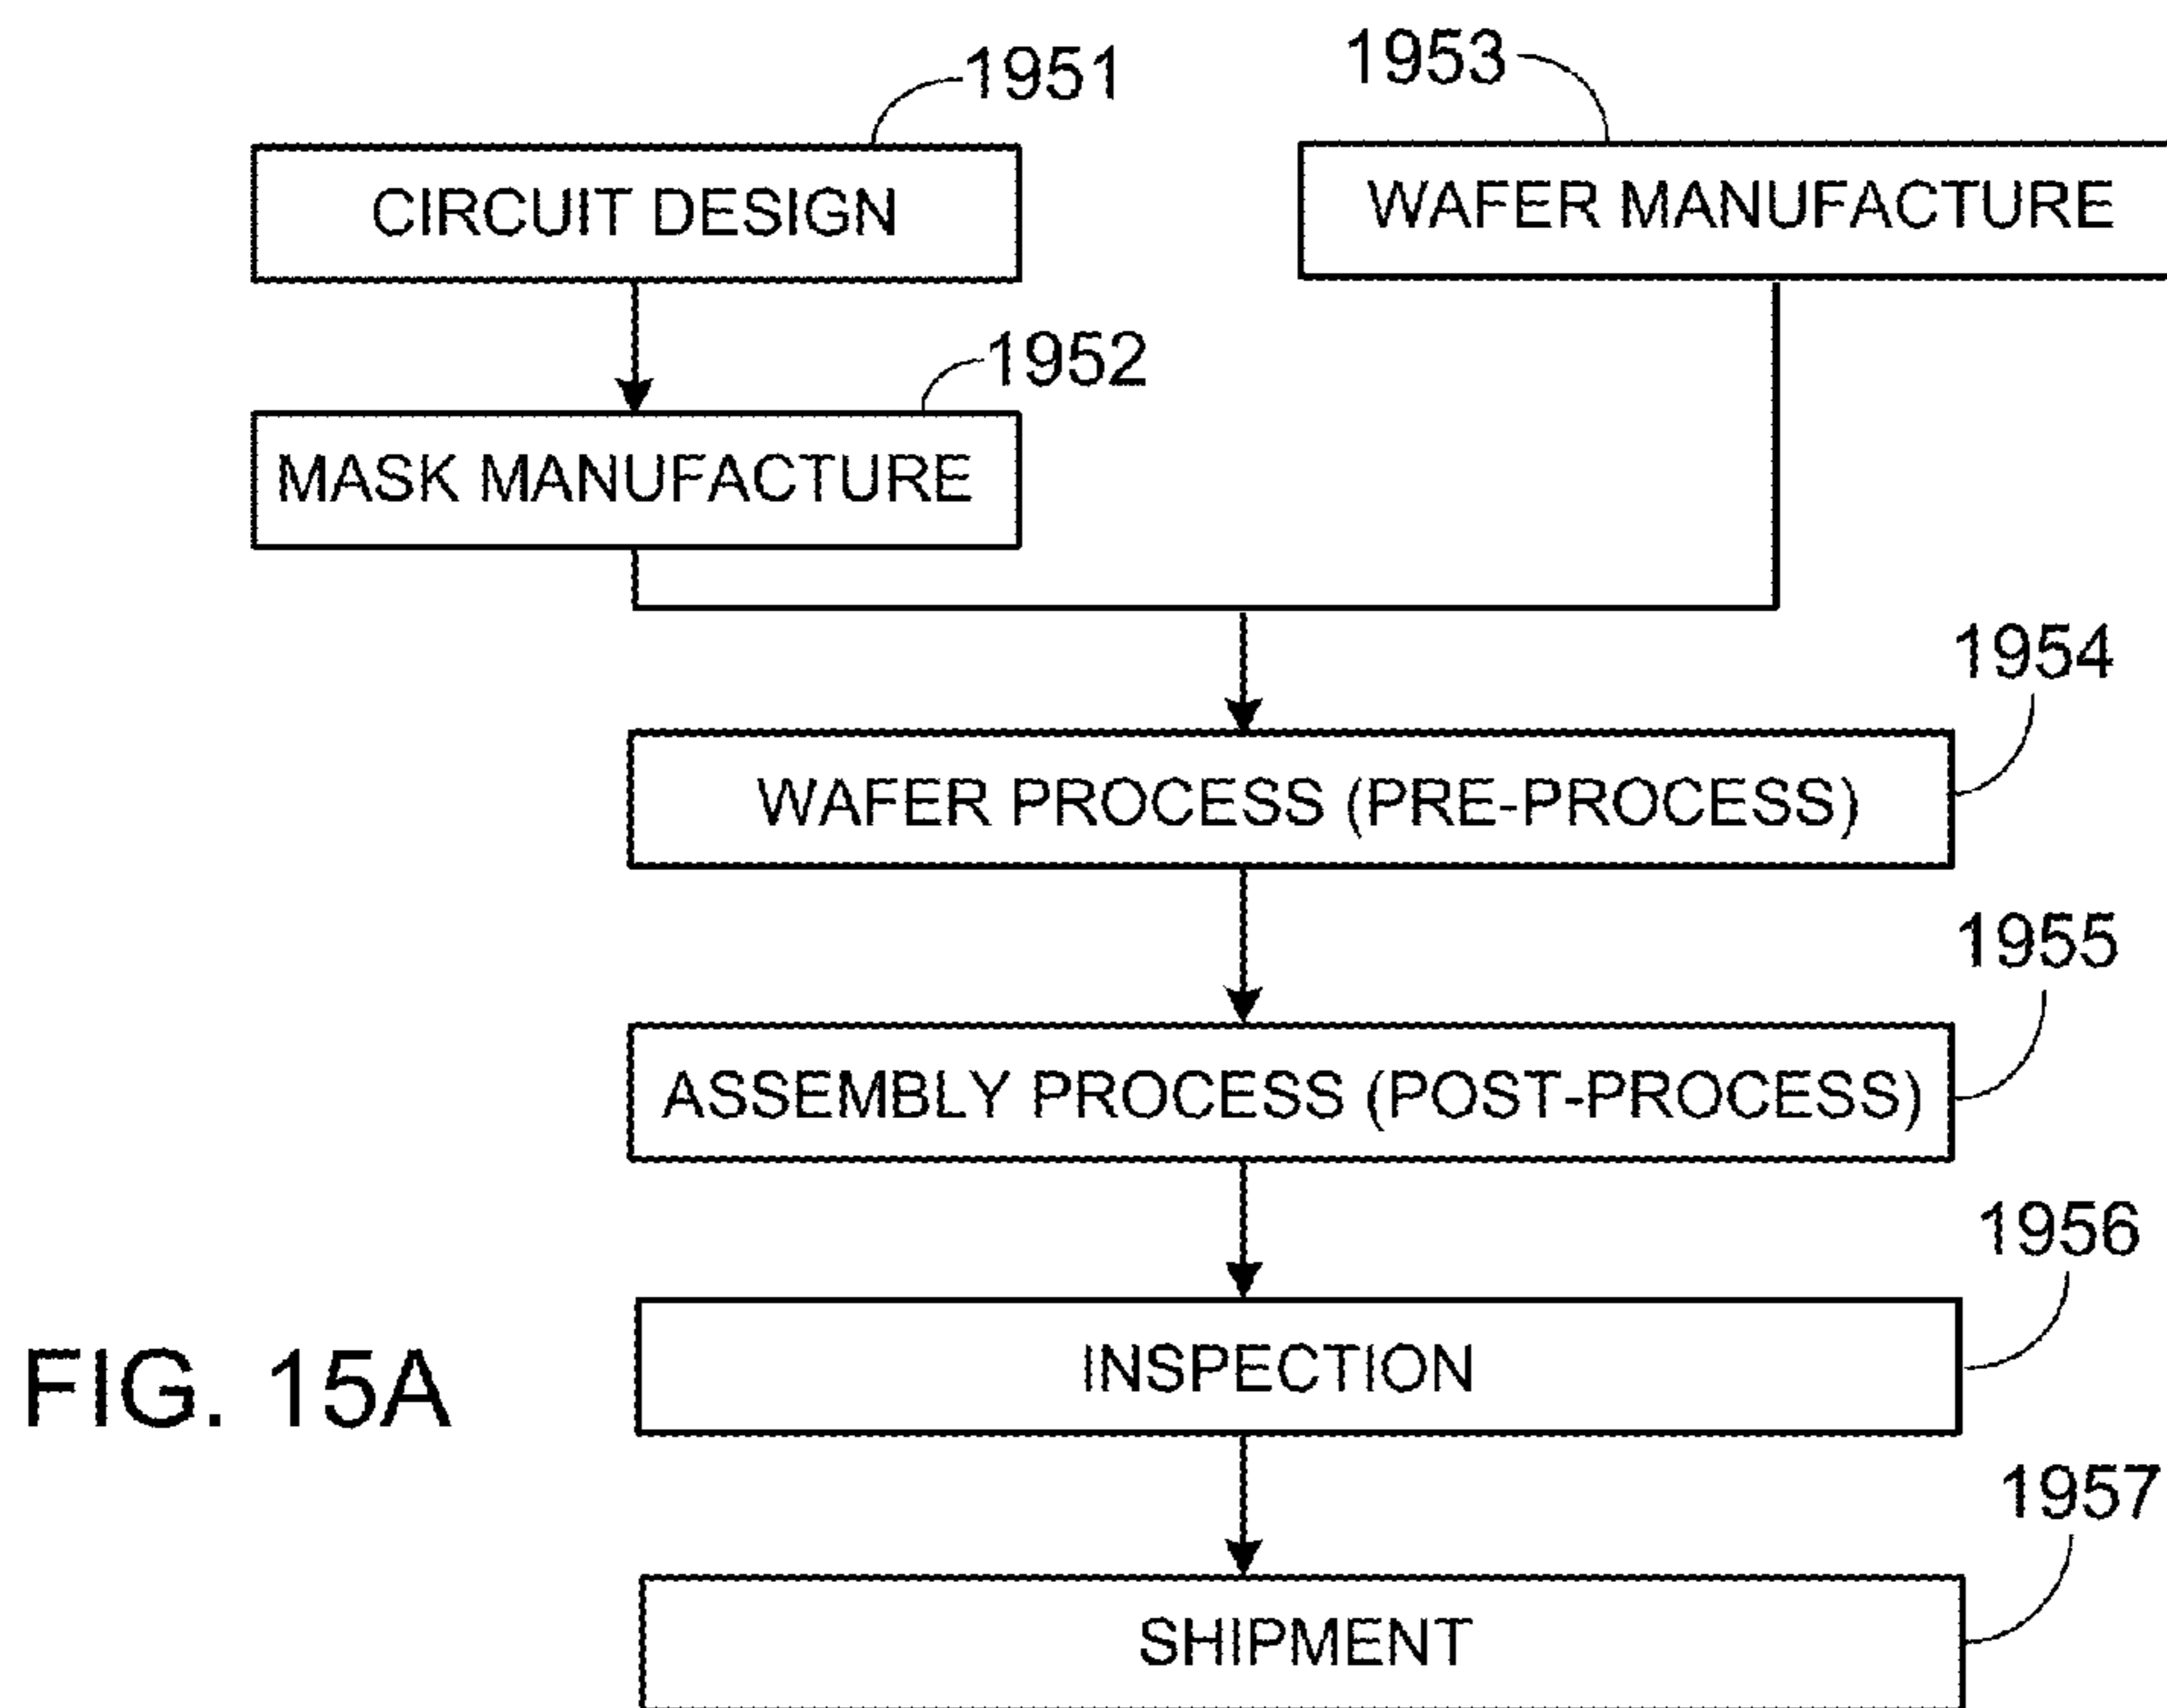 1951
1953
CIRCUIT DESIGN
WAFER MANUFACTURE
1952
MASK MANUFACTURE
1954
WAFER PROCESS (PRE-PROCESS)
1955
ASSEMBLY PROCESS (POST-PROCESS)
1956
INSPECTION
FIG. 15A
1957
SHIPMENT